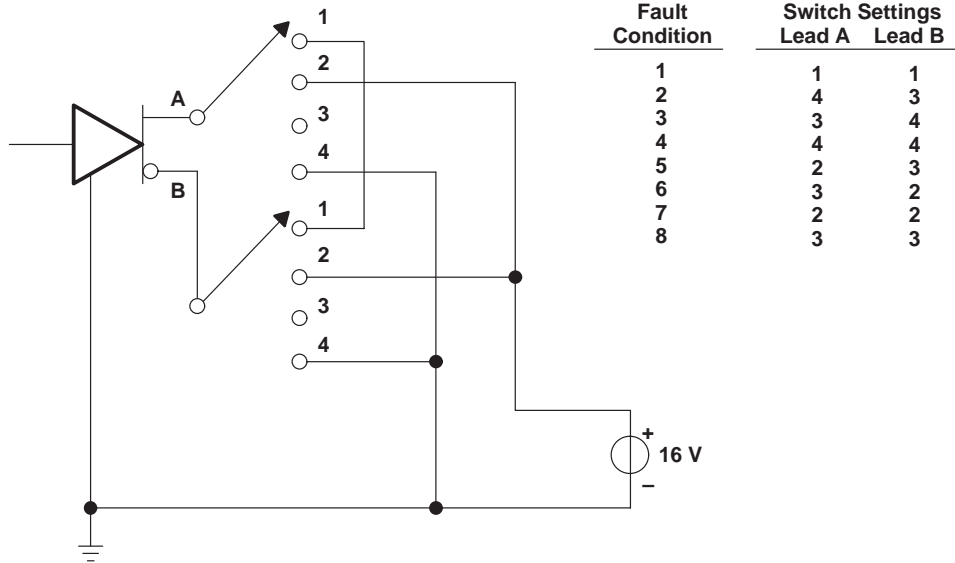 1
2
3
4
1
2
3
4
A
B
+
16 V
–
Fault Switch Settings
Condition Lead A Lead B
1 1 1
2 4 3
3 3 4
4 4 4
5 2 3
6 3 2
7 2 2
8 3 3